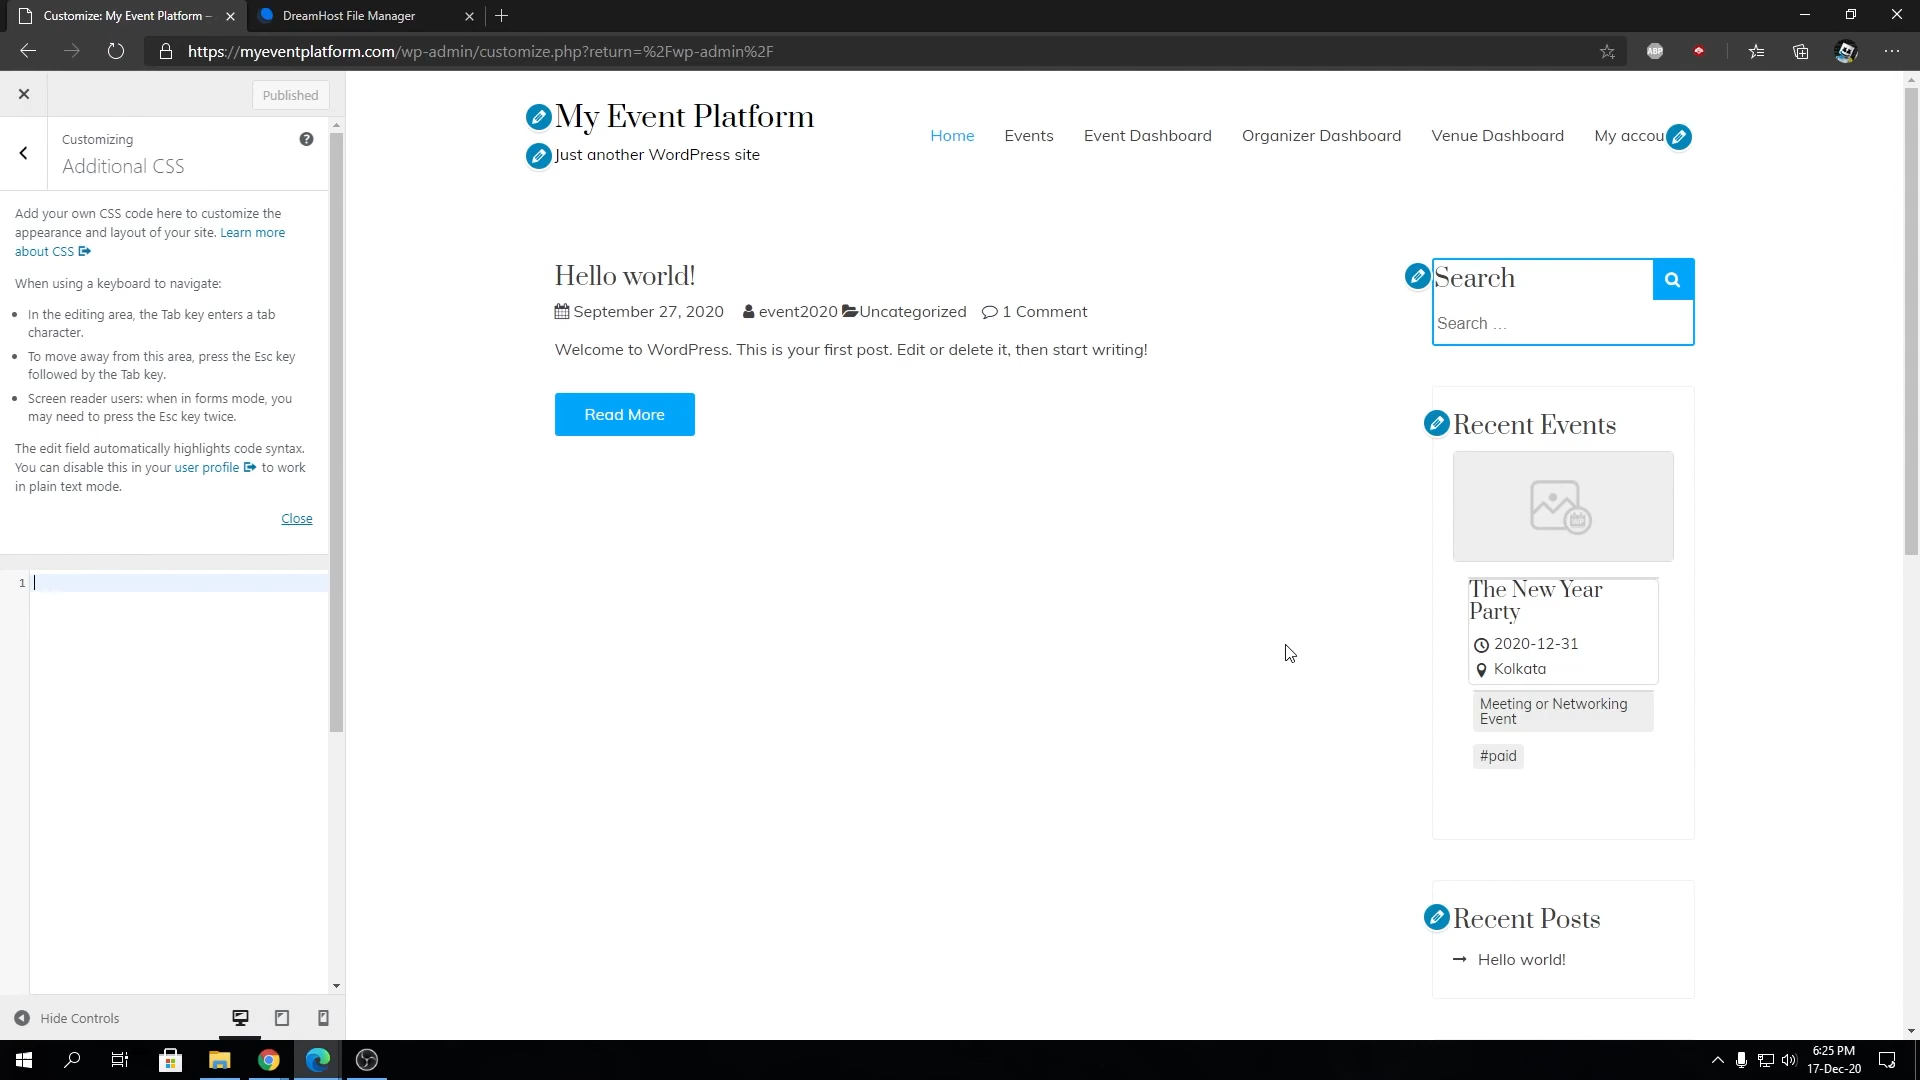 Customize: My Event Platform –
DreamHost File Manager
https://myeventplatform.com/wp-admin/customize.php?return=%2Fwp-admin%2F
ABP
Published
Customizing
Additional CSS
Add your own CSS code here to customize the
appearance and layout of your site. Learn more
about CSS
When using a keyboard to navigate:
In the editing area, the Tab key enters a tab
character.
To move away from this area, press the Esc key
followed by the Tab key.
Screen reader users: when in forms mode, you
may need to press the Esc key twice.
The edit field automatically highlights code syntax.
You can disable this in your user profile to work
in plain text mode.
Close
1
Hide Controls
My Event Platform
Just another WordPress site
Home Events Event Dashboard Organizer Dashboard Venue Dashboard My accou
Hello world!
September 27, 2020 event2020 Uncategorized 1 Comment
Welcome to WordPress. This is your first post. Edit or delete it, then start writing!
Read More
Search
Search …
Recent Events
The New Year
Party
2020-12-31
Kolkata
Meeting or Networking
Event
#paid
Recent Posts
Hello world!
6:25 PM
17-Dec-20